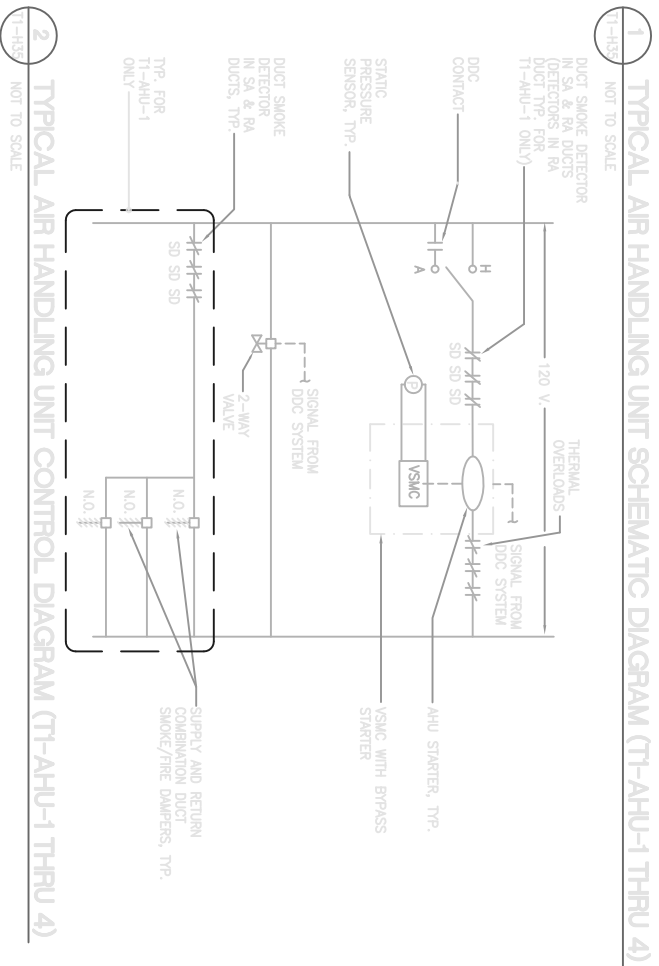 1
T1-H35
TYPICAL AIR HANDLING UNIT SCHEMATIC DIAGRAM (T1-AHU-1 THRU 4)
NOT TO SCALE
DUCT SMOKE DETECTOR
IN SA & RA DUCTS
(DETECTORS IN RA
DUCT TYP. FOR
T1-AHU-1 ONLY)
120 V.
THERMAL
OVERLOADS
H
A
DDC
CONTACT
SD SD SD
SIGNAL FROM
DDC SYSTEM
AHU STARTER, TYP.
STATIC
PRESSURE
SENSOR, TYP.
P
VSMC
VSMC WITH BYPASS
STARTER
SIGNAL FROM
DDC SYSTEM
2-WAY
VALVE
DUCT SMOKE
DETECTOR
IN SA & RA
DUCTS, TYP.
SD SD SD
N.O.
N.O.
N.O.
SUPPLY AND RETURN
COMBINATION DUCT
SMOKE/FIRE DAMPERS, TYP.
TYP. FOR
T1-AHU-1
ONLY
2
T1-H35
TYPICAL AIR HANDLING UNIT CONTROL DIAGRAM (T1-AHU-1 THRU 4)
NOT TO SCALE